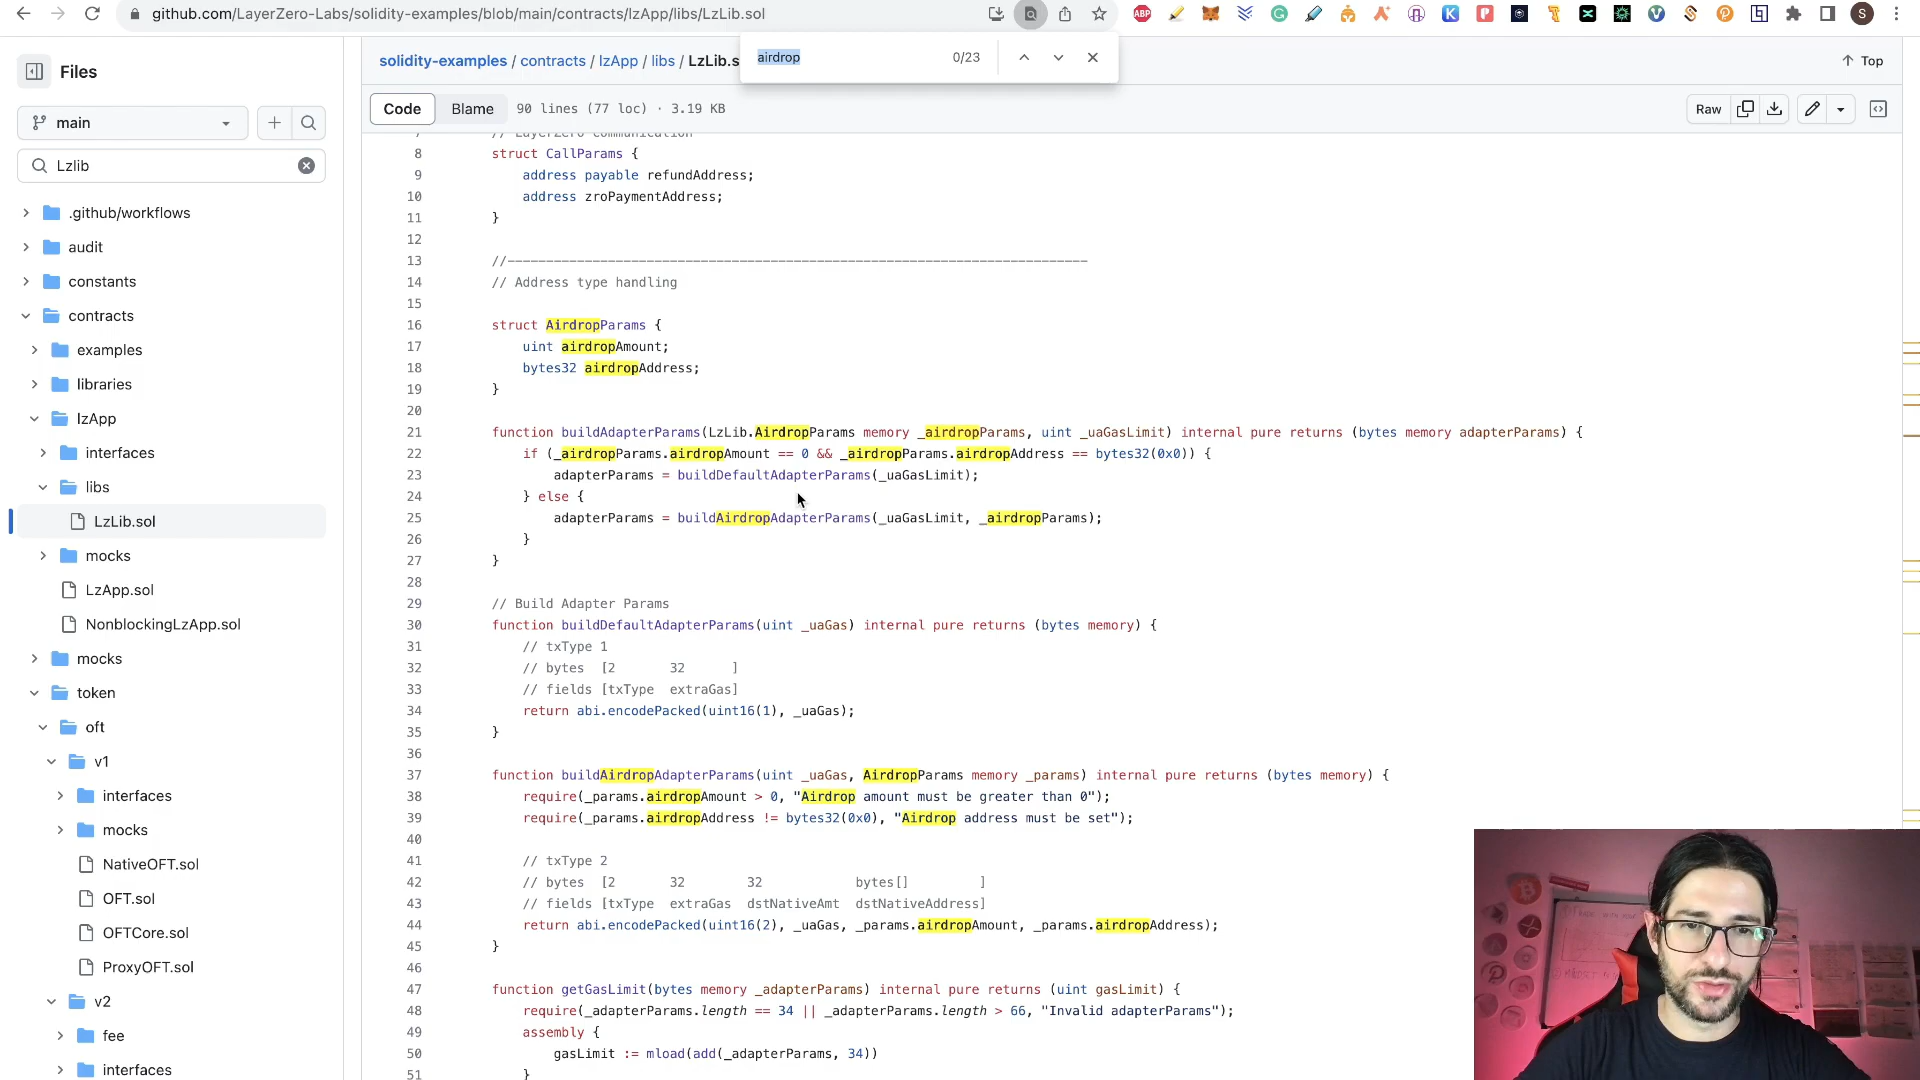 github.com/LayerZero-Labs/solidity-examples/blob/main/contracts/lzApp/libs/LzLib.sol
ABP
airdrop 0/23
Files
solidity-examples / contracts / lzApp / libs / LzLib.s
Top
main
Code Blame 90 lines (77 loc) · 3.19 KB
Raw
Lzlib
.github/workflows
audit
constants
contracts
examples
libraries
lzApp
interfaces
libs
LzLib.sol
mocks
LzApp.sol
NonblockingLzApp.sol
mocks
token
oft
v1
interfaces
mocks
NativeOFT.sol
OFT.sol
OFTCore.sol
ProxyOFT.sol
v2
fee
interfaces
7 // LayerZero communication
8 struct CallParams {
9 address payable refundAddress;
10 address zroPaymentAddress;
11 }
12
13 //---------------------------------------------------------------------------
14 // Address type handling
15
16 struct AirdropParams {
17 uint airdropAmount;
18 bytes32 airdropAddress;
19 }
20
21 function buildAdapterParams(LzLib.AirdropParams memory _airdropParams, uint _uaGasLimit) internal pure returns (bytes memory adapterParams) {
22 if (_airdropParams.airdropAmount == 0 && _airdropParams.airdropAddress == bytes32(0x0)) {
23 adapterParams = buildDefaultAdapterParams(_uaGasLimit);
24 } else {
25 adapterParams = buildAirdropAdapterParams(_uaGasLimit, _airdropParams);
26 }
27 }
28
29 // Build Adapter Params
30 function buildDefaultAdapterParams(uint _uaGas) internal pure returns (bytes memory) {
31 // txType 1
32 // bytes [2 32 ]
33 // fields [txType extraGas]
34 return abi.encodePacked(uint16(1), _uaGas);
35 }
36
37 function buildAirdropAdapterParams(uint _uaGas, AirdropParams memory _params) internal pure returns (bytes memory) {
38 require(_params.airdropAmount > 0, "Airdrop amount must be greater than 0");
39 require(_params.airdropAddress != bytes32(0x0), "Airdrop address must be set");
40
41 // txType 2
42 // bytes [2 32 32 bytes[] ]
43 // fields [txType extraGas dstNativeAmt dstNativeAddress]
44 return abi.encodePacked(uint16(2), _uaGas, _params.airdropAmount, _params.airdropAddress);
45 }
46
47 function getGasLimit(bytes memory _adapterParams) internal pure returns (uint gasLimit) {
48 require(_adapterParams.length == 34 || _adapterParams.length > 66, "Invalid adapterParams");
49 assembly {
50 gasLimit := mload(add(_adapterParams, 34))
51 }